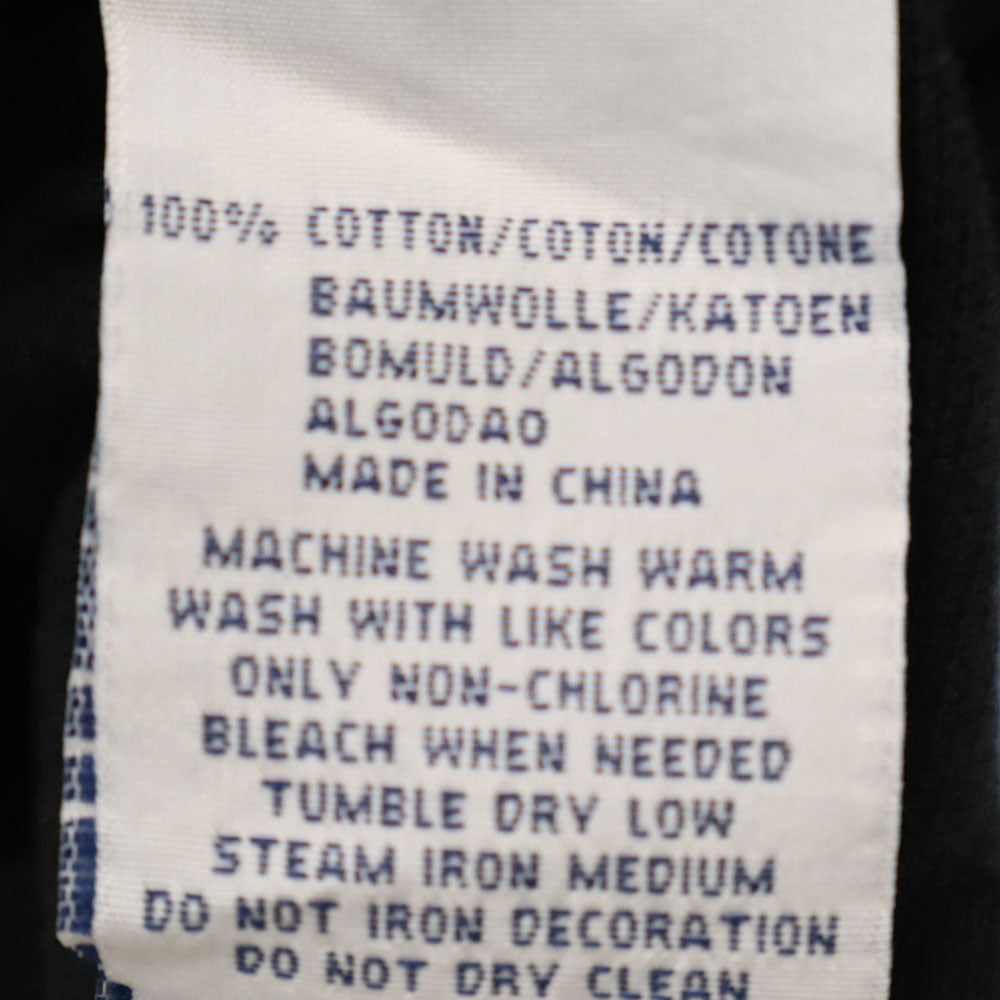 100% COTTON/COTON/COTONE
BAUMWOLLE/KATOEN
BOMULD/ALGODON
ALGODAO
MADE IN CHINA
MACHINE WASH WARM
WASH WITH LIKE COLORS
ONLY NON-CHLORINE
BLEACH WHEN NEEDED
TUMBLE DRY LOW
STEAM IRON MEDIUM
DO NOT IRON DECORATION
DO NOT DRY CLEAN